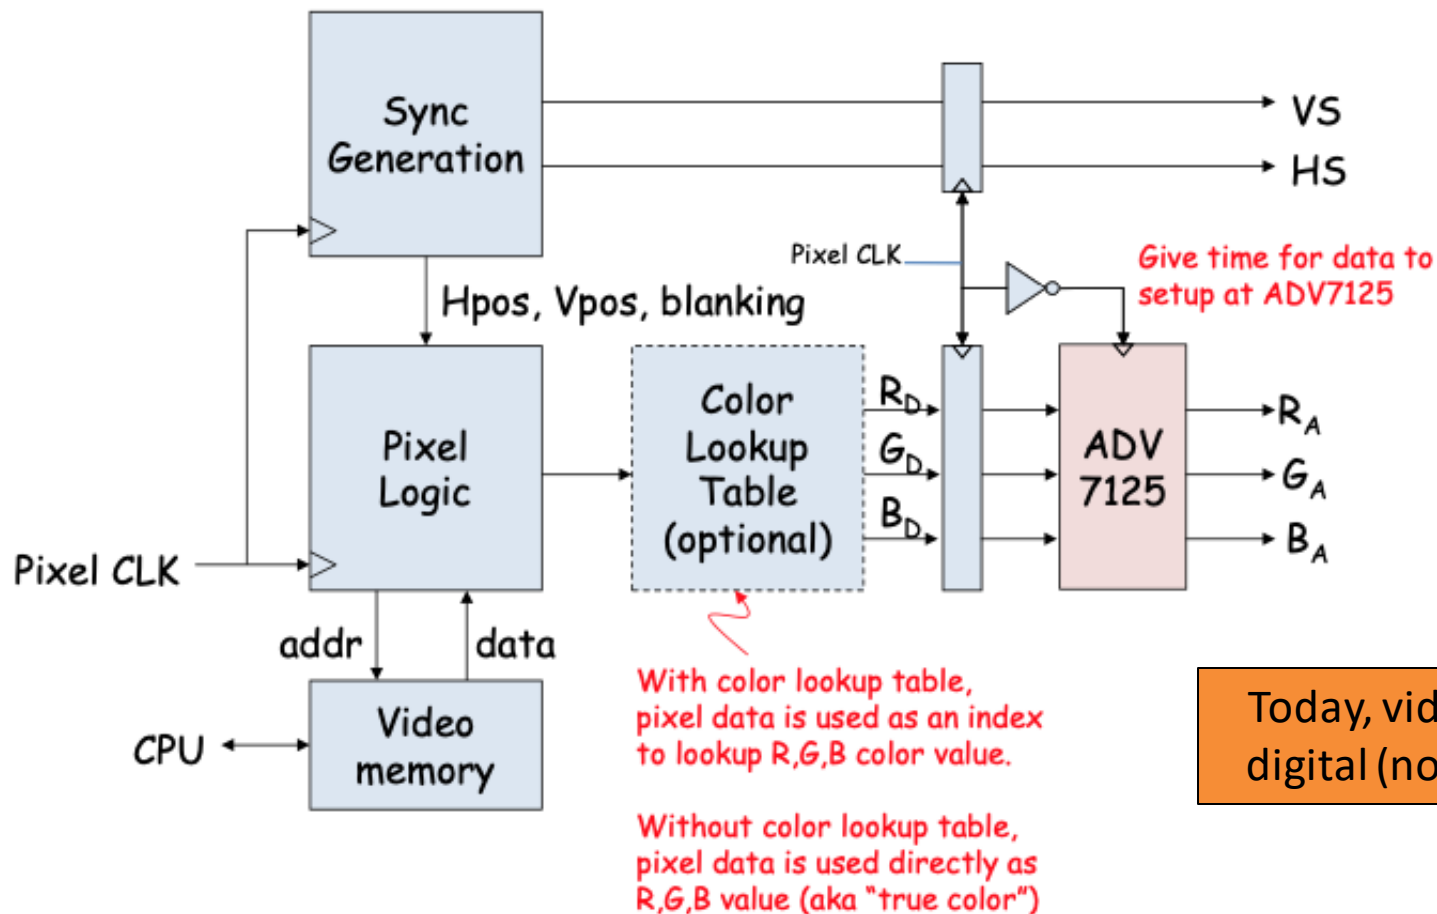 Sync
Generation
VS
HS
Pixel CLK
Give time for data to
setup at ADV7125
Hpos, Vpos, blanking
Pixel
Logic
Color
Lookup
Table
(optional)
RD
GD
BD
ADV
7125
RA
GA
BA
Pixel CLK
addr
data
CPU
Video
memory
With color lookup table,
pixel data is used as an index
to lookup R,G,B color value.
Without color lookup table,
pixel data is used directly as
R,G,B value (aka “true color”)
Today,
digital